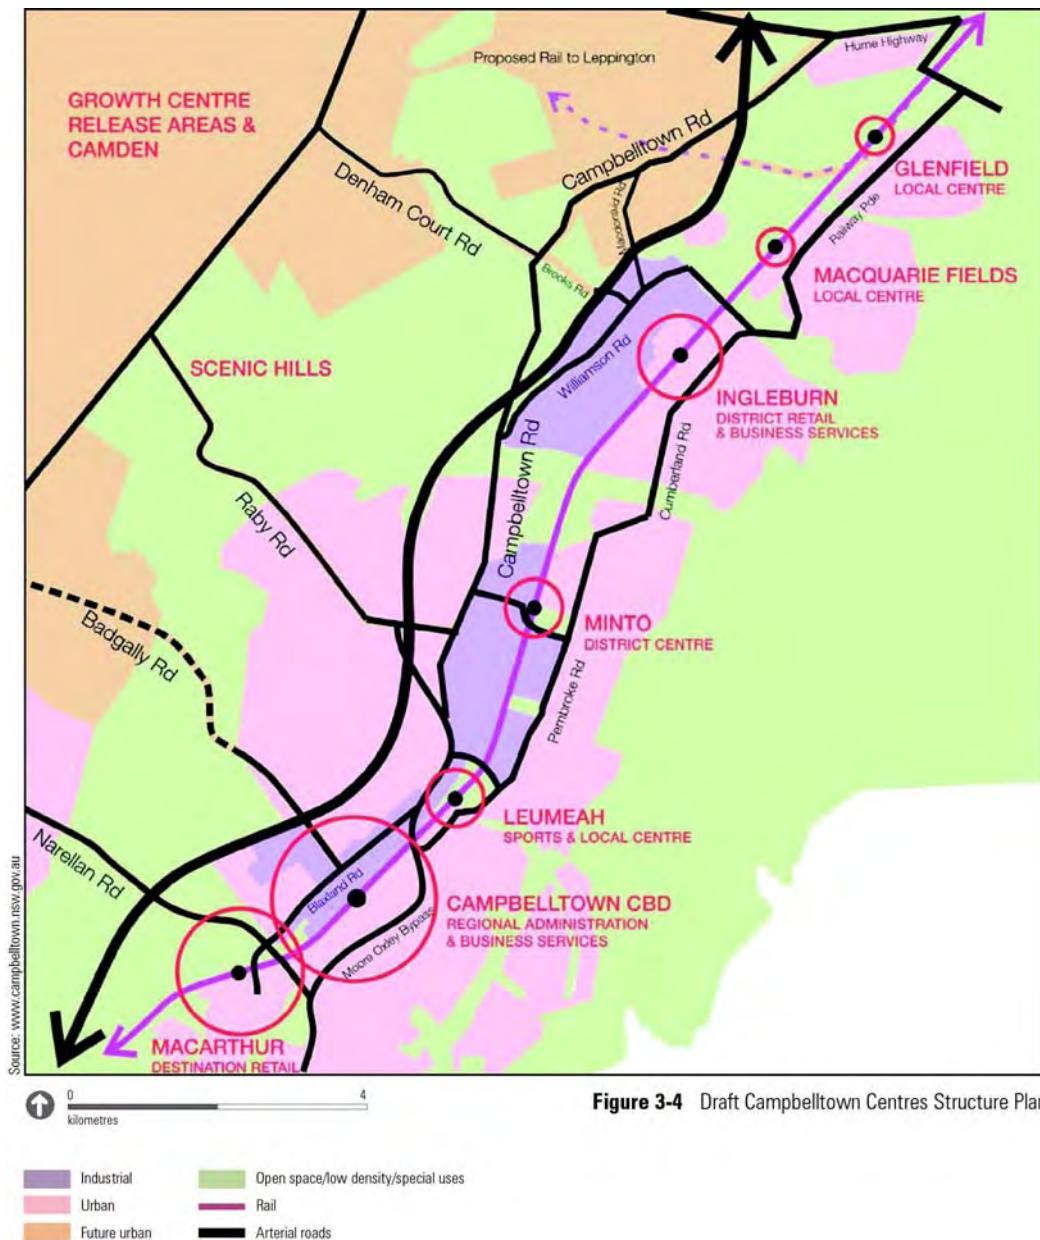 Hume Highway
Proposed Rail to Leppington
GROWTH CENTRE
RELEASE AREAS &
CAMDEN
Campbelltown Rd
GLENFIELD
LOCAL CENTRE
Denham Court Rd
Macdonald Rd
Railway Pde
MACQUARIE FIELDS
LOCAL CENTRE
Brooks Rd
SCENIC HILLS
Williamson Rd
INGLEBURN
DISTRICT RETAIL
& BUSINESS SERVICES
Campbelltown Rd
Cumberland Rd
Raby Rd
MINTO
DISTRICT CENTRE
Badgally Rd
Pembroke Rd
LEUMEAH
SPORTS & LOCAL CENTRE
Narellan Rd
Blaxland Rd
CAMPBELLTOWN CBD
REGIONAL ADMINISTRATION
& BUSINESS SERVICES
Moore Oxley Bypass
MACARTHUR
DESTINATION RETAIL
Source: www.campbelltown.nsw.gov.au
0 4
kilometres
Figure 3-4 Draft Campbelltown Centres Structure Plan
Industrial
Urban
Future urban
Open space/low density/special uses
Rail
Arterial roads